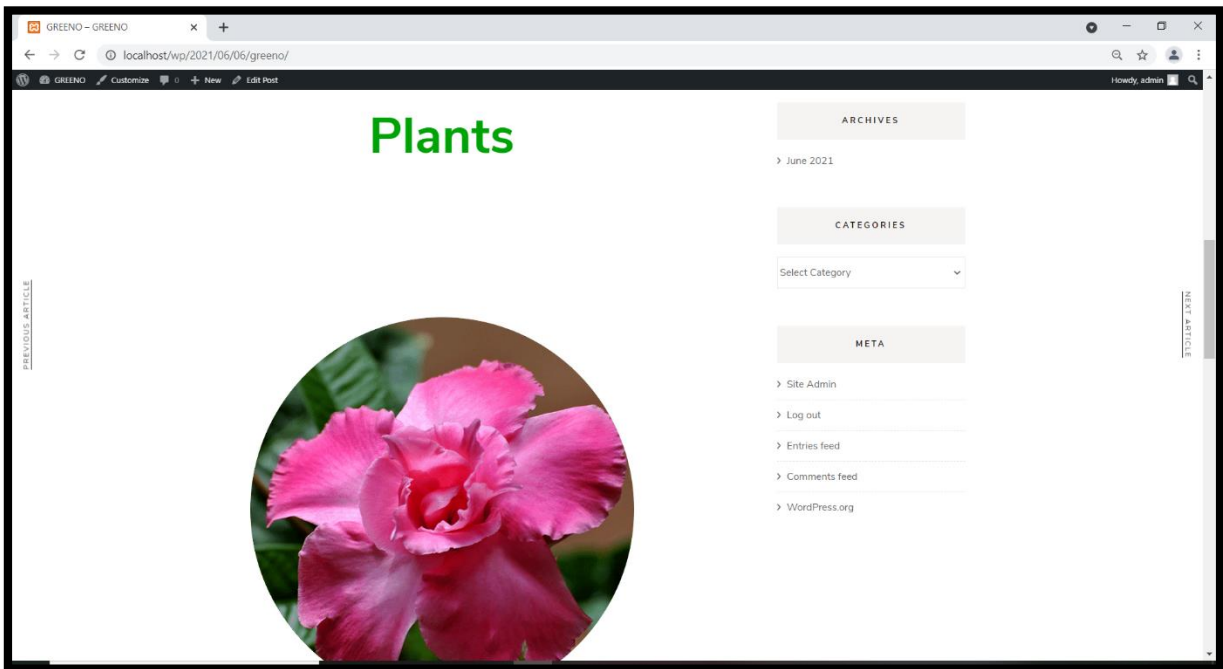 GREENO – GREENO
localhost/wp/2021/06/06/greeno/
GREENO Customize 0 New Edit Post Howdy, admin
Plants
ARCHIVES
June 2021
CATEGORIES
Select Category
PREVIOUS ARTICLE
NEXT ARTICLE
META
Site Admin
Log out
Entries feed
Comments feed
WordPress.org